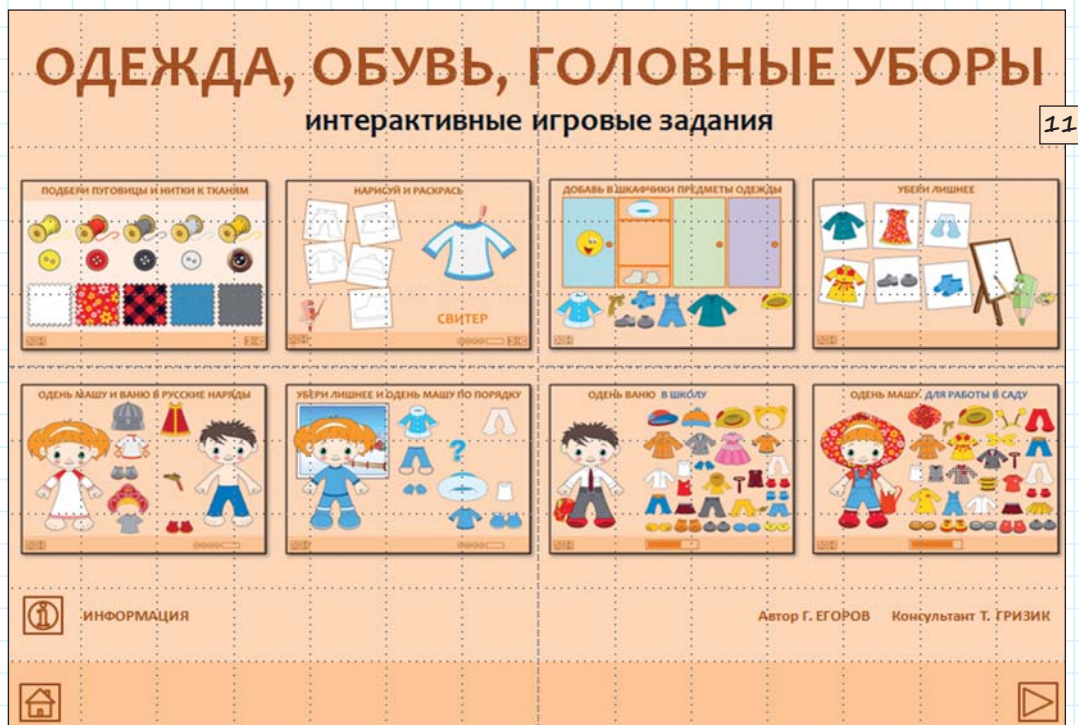 ОДЕЖДА, ОБУВЬ, ГОЛОВНЫЕ УБОРЫ
интерактивные игровые задания
11
ПОДБЕРИ ПУГОВИЦЫ И НИТКИ К ТКАНЯМ
НАРИСУЙ И РАСКРАСЬ
ДОБАВЬ В ШКАФЧИКИ ПРЕДМЕТЫ ОДЕЖДЫ
УБЕРИ ЛИШНЕЕ
СВИТЕР
ОДЕНЬ МАШУ И ВАНЮ В РУССКИЕ НАРЯДЫ
УБЕРИ ЛИШНЕЕ И ОДЕНЬ МАШУ ПО ПОРЯДКУ
ОДЕНЬ ВАНЮ В ШКОЛУ
ОДЕНЬ МАШУ ДЛЯ РАБОТЫ В САДУ
?
ИНФОРМАЦИЯ
Автор Г. ЕГОРОВ Консультант Т. ГРИЗИК